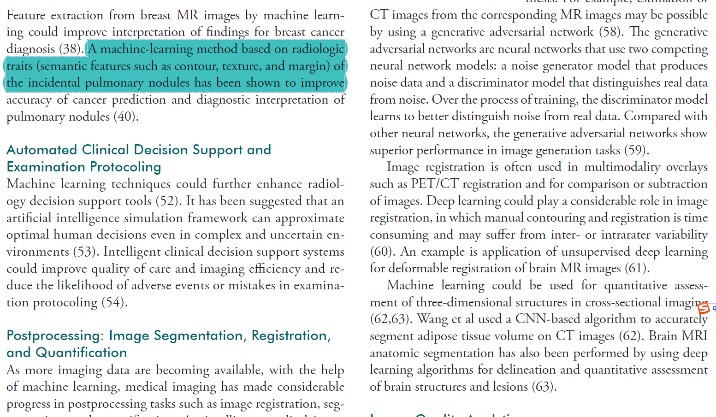 Feature extraction from breast MR images by machine learn-
ing could improve interpretation of findings for breast cancer
diagnosis (38). A machine-learning method based on radiologic
traits (semantic features such as contour, texture, and margin) of
the incidental pulmonary nodules has been shown to improve
accuracy of cancer prediction and diagnostic interpretation of
pulmonary nodules (40).
Automated Clinical Decision Support and
Examination Protocoling
Machine learning techniques could further enhance radiol-
ogy decision support tools (52). It has been suggested that an
artificial intelligence simulation framework can approximate
optimal human decisions even in complex and uncertain en-
vironments (53). Intelligent clinical decision support systems
could improve quality of care and imaging efficiency and re-
duce the likelihood of adverse events or mistakes in examina-
tion protocoling (54).
Postprocessing: Image Segmentation, Registration,
and Quantification
As more imaging data are becoming available, with the help
of machine learning, medical imaging has made considerable
progress in postprocessing tasks such as image registration, seg-
CT images from the corresponding MR images may be possible
by using a generative adversarial network (58). The generative
adversarial networks are neural networks that use two competing
neural network models: a noise generator model that produces
noise data and a discriminator model that distinguishes real data
from noise. Over the process of training, the discriminator model
learns to better distinguish noise from real data. Compared with
other neural networks, the generative adversarial networks show
superior performance in image generation tasks (59).
Image registration is often used in multimodality overlays
such as PET/CT registration and for comparison or subtraction
of images. Deep learning could play a considerable role in image
registration, in which manual contouring and registration is time
consuming and may suffer from inter- or intrarater variability
(60). An example is application of unsupervised deep learning
for deformable registration of brain MR images (61).
Machine learning could be used for quantitative assess-
ment of three-dimensional structures in cross-sectional imaging
(62,63). Wang et al used a CNN-based algorithm to accurately
segment adipose tissue volume on CT images (62). Brain MRI
anatomic segmentation has also been performed by using deep
learning algorithms for delineation and quantitative assessment
of brain structures and lesions (63).